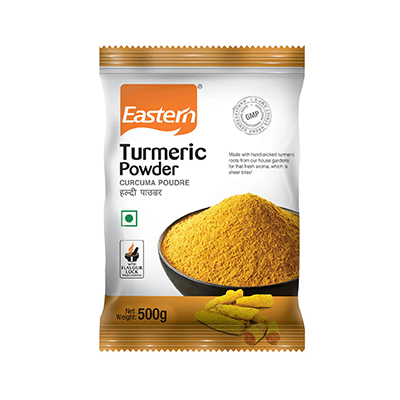 Eastern®
Turmeric
Powder
CURCUMA POUDRE
हल्दी पाउडर
GMP
Made with hand-picked turmeric
roots from our house gardens
for that fresh aroma, which is
sheer bliss!
WITH
FLAVOUR
LOCK
Net
Weight: 500g